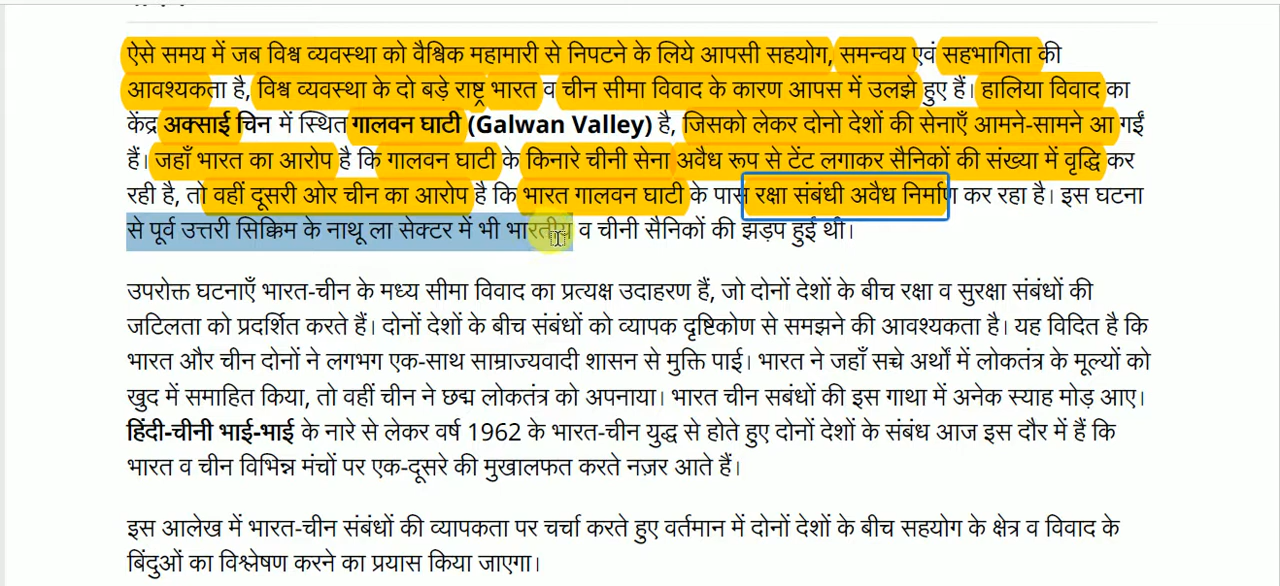 ऐसे समय में जब विश्व व्यवस्था को वैश्विक महामारी से निपटने के लिये आपसी सहयोग, समन्वय एवं सहभागिता की
आवश्यकता है, विश्व व्यवस्था के दो बड़े राष्ट्र भारत व चीन सीमा विवाद के कारण आपस में उलझे हुए हैं। हालिया विवाद का
केंद्र अक्साई चिन में स्थित गालवन घाटी (Galwan Valley) है, जिसको लेकर दोनो देशों की सेनाएँ आमने-सामने आ गईं
हैं। जहाँ भारत का आरोप है कि गालवन घाटी के किनारे चीनी सेना अवैध रूप से टेंट लगाकर सैनिकों की संख्या में वृद्धि कर
रही है, तो वहीं दूसरी ओर चीन का आरोप है कि भारत गालवन घाटी के पास रक्षा संबंधी अवैध निर्माण कर रहा है। इस घटना
से पूर्व उत्तरी सिक्किम के नाथू ला सेक्टर में भी भारतीय व चीनी सैनिकों की झड़प हुई थी।
उपरोक्त घटनाएँ भारत-चीन के मध्य सीमा विवाद का प्रत्यक्ष उदाहरण हैं, जो दोनों देशों के बीच रक्षा व सुरक्षा संबंधों की
जटिलता को प्रदर्शित करते हैं। दोनों देशों के बीच संबंधों को व्यापक दृष्टिकोण से समझने की आवश्यकता है। यह विदित है कि
भारत और चीन दोनों ने लगभग एक-साथ साम्राज्यवादी शासन से मुक्ति पाई। भारत ने जहाँ सच्चे अर्थों में लोकतंत्र के मूल्यों को
खुद में समाहित किया, तो वहीं चीन ने छद्म लोकतंत्र को अपनाया। भारत चीन सबंधों की इस गाथा में अनेक स्याह मोड़ आए।
हिंदी-चीनी भाई-भाई के नारे से लेकर वर्ष 1962 के भारत-चीन युद्ध से होते हुए दोनों देशों के संबंध आज इस दौर में हैं कि
भारत व चीन विभिन्न मंचों पर एक-दूसरे की मुखालफत करते नज़र आते हैं।
इस आलेख में भारत-चीन संबंधों की व्यापकता पर चर्चा करते हुए वर्तमान में दोनों देशों के बीच सहयोग के क्षेत्र व विवाद के
बिंदुओं का विश्लेषण करने का प्रयास किया जाएगा।